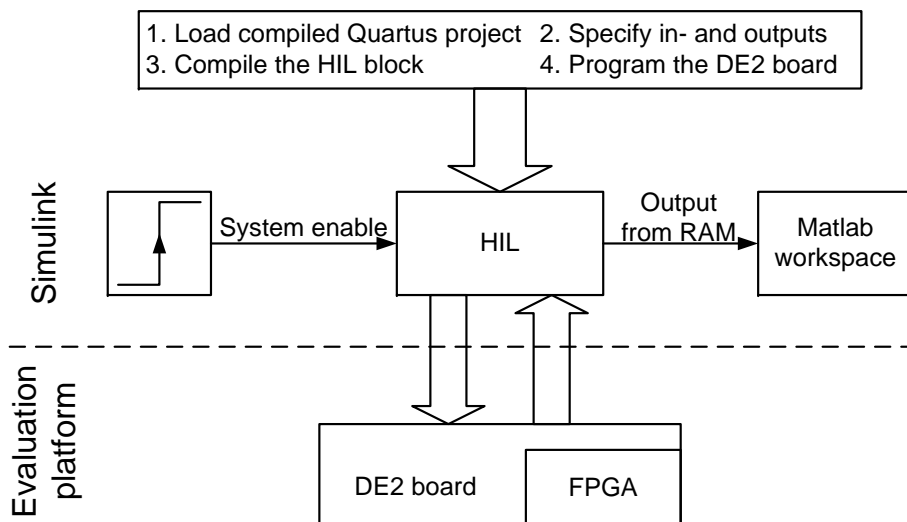 1. Load compiled Quartus project 2. Specify in- and outputs
3. Compile the HIL block 4. Program the DE2 board
Simulink
System enable
HIL
Output
from RAM
Matlab
workspace
Evaluation
platform
DE2 board
FPGA